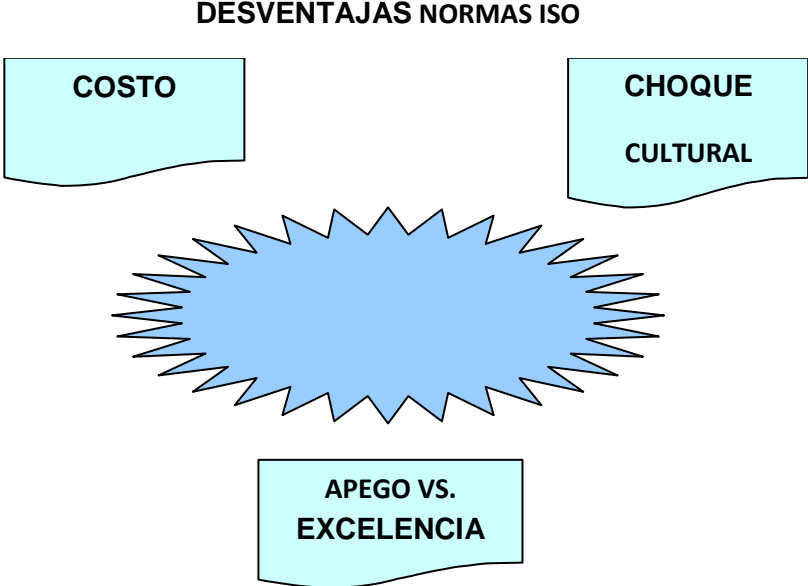 DESVENTAJAS NORMAS ISO
COSTO
CHOQUE
CULTURAL
APEGO VS.
EXCELENCIA